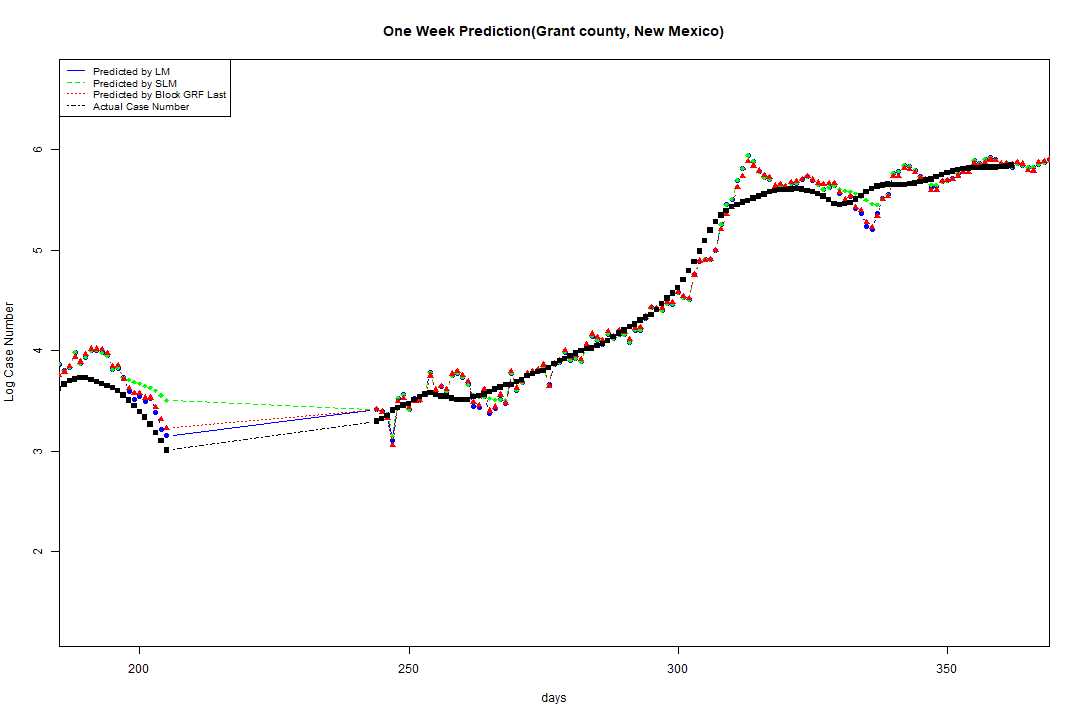 One Week Prediction(Grant county, New Mexico)
Predicted by LM
Predicted by SLM
Predicted by Block GRF Last
Actual Case Number
Log Case Number
6
5
4
3
2
200 250 300 350
days